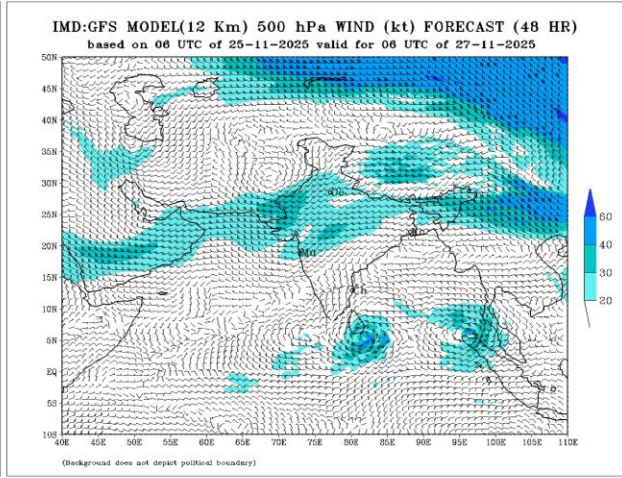 IMD:GFS MODEL(12 Km) 500 hPa WIND (kt) FORECAST (48 HR)
based on 06 UTC of 25-11-2025 valid for 06 UTC of 27-11-2025
50N
45N
40N
35N
30N
25N
20N
15N
10N
5N
EQ
5S
10S
Mu
40E 45E 50E 55E 60E 65E 70E 75E 80E 85E 90E 95E 100E 105E 110E
60
40
30
20
(Background does not depict political boundary)